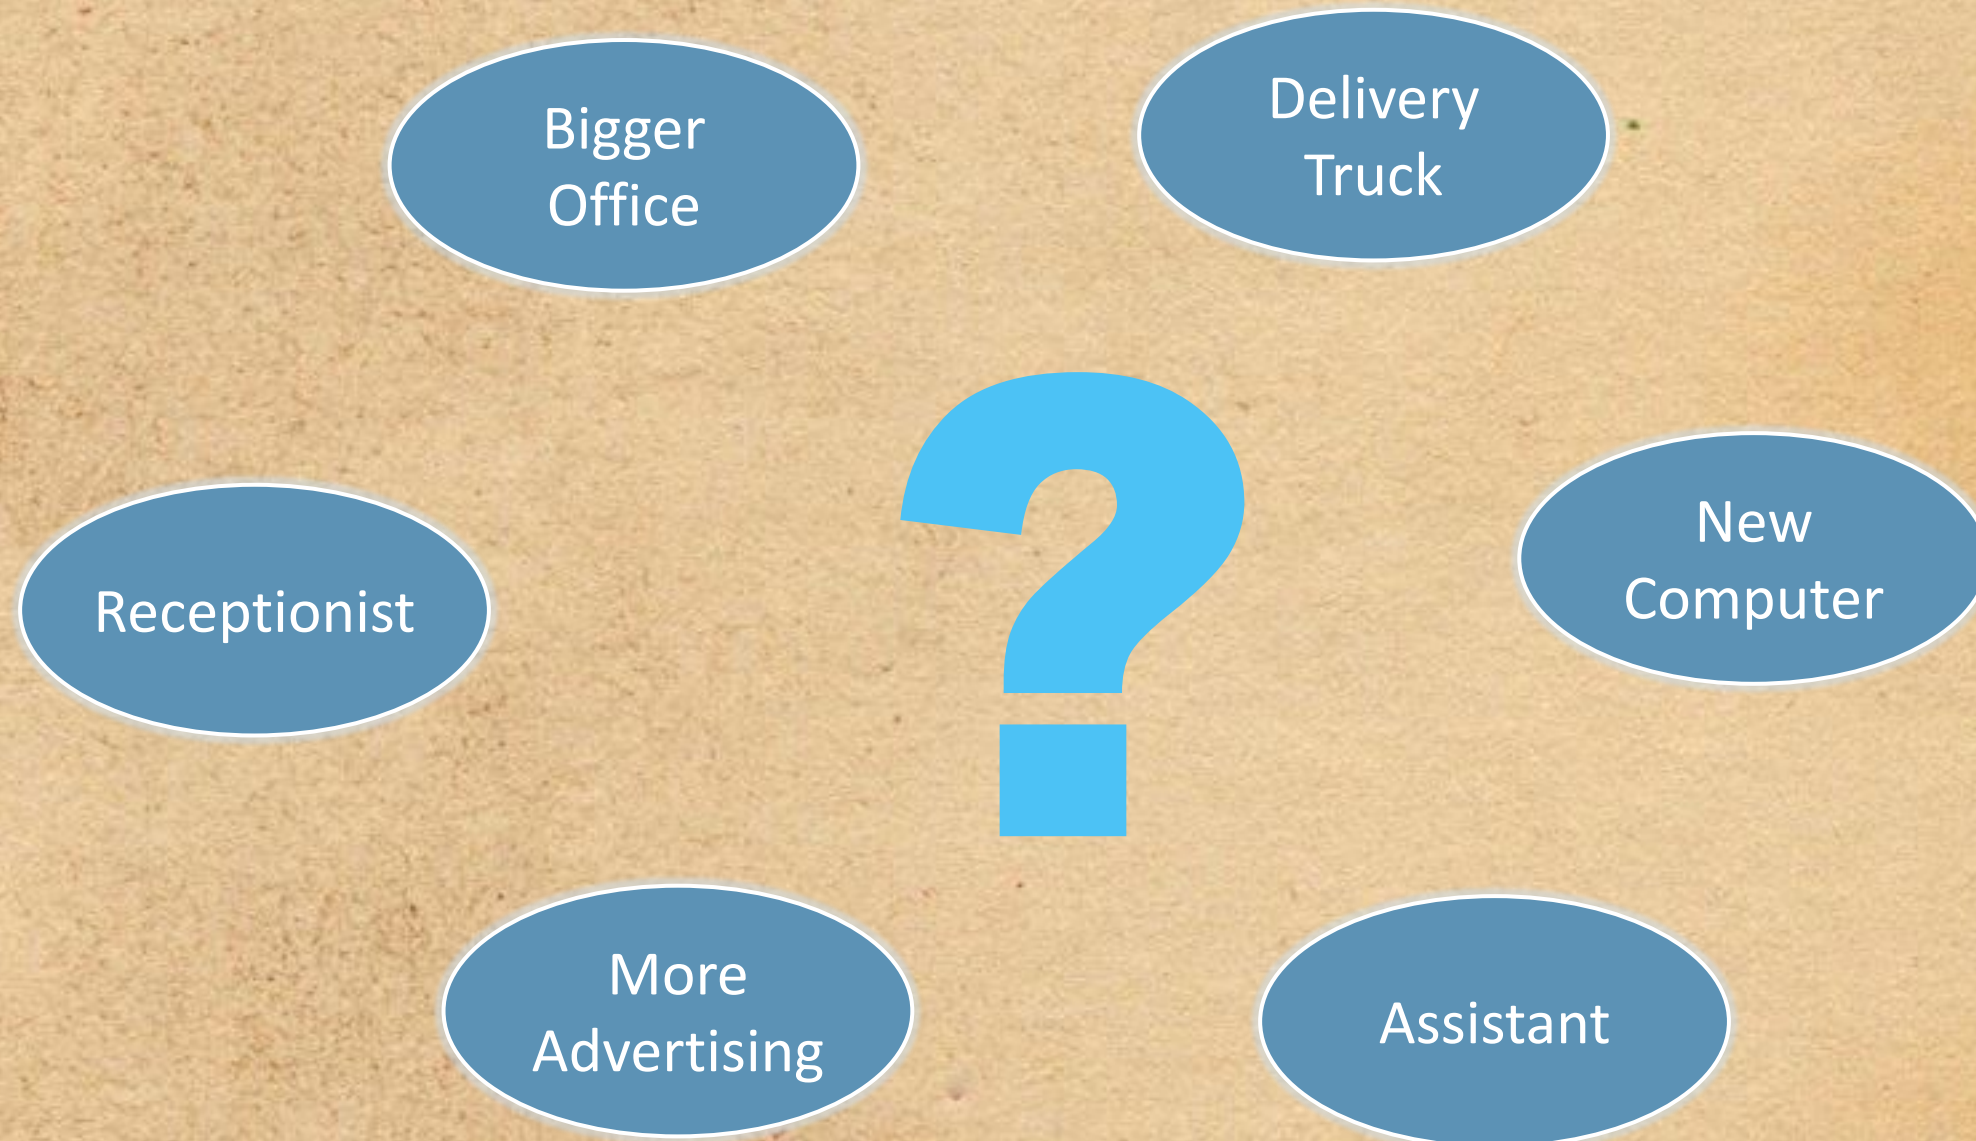 Bigger
Office
Delivery
Truck
Receptionist
?
New
Computer
More
Advertising
Assistant